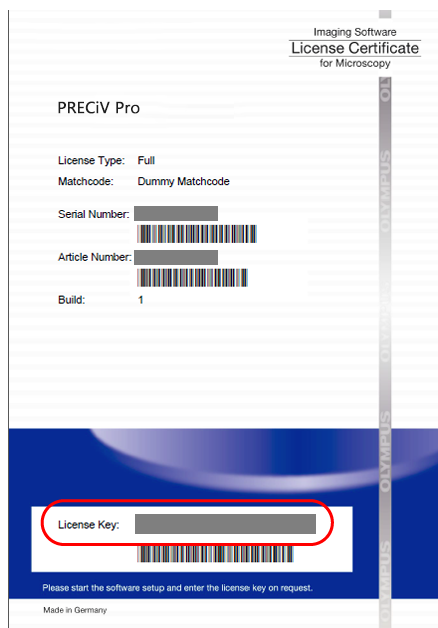 Imaging Software
License Certificate
for Microscopy
PRECiV Pro
License Type: Full
Matchcode: Dummy Matchcode
Serial Number:
Article Number:
Build: 1
License Key:
Please start the software setup and enter the license key on request.
Made in Germany
OLYMPUS
OLYMPUS
OLYMPUS
OLYMPUS